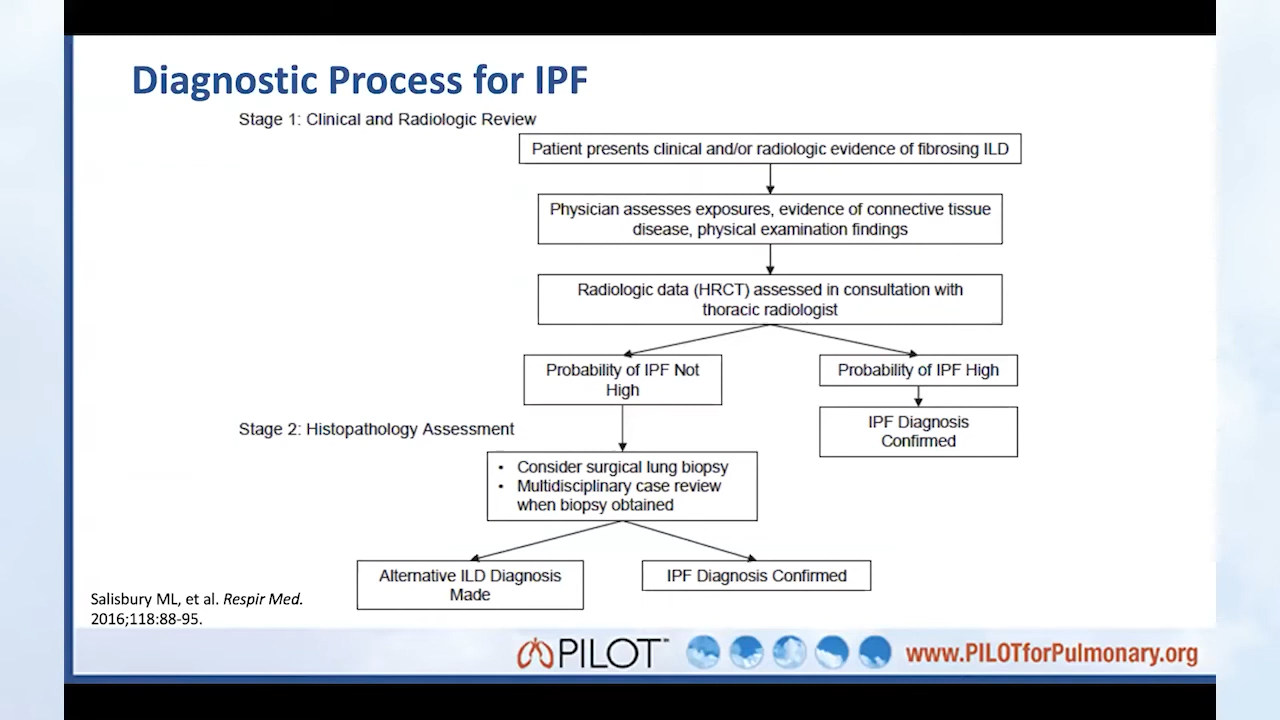 Diagnostic Process for IPF
Stage 1: Clinical and Radiologic Review
Patient presents clinical and/or radiologic evidence of fibrosing ILD
Physician assesses exposures, evidence of connective tissue
disease, physical examination findings
Radiologic data (HRCT) assessed in consultation with
thoracic radiologist
Probability of IPF Not
High
Probability of IPF High
IPF Diagnosis
Confirmed
Stage 2: Histopathology Assessment
• Consider surgical lung biopsy
• Multidisciplinary case review
when biopsy obtained
Alternative ILD Diagnosis
Made
IPF Diagnosis Confirmed
Salisbury ML, et al. Respir Med.
2016;118:88-95.
PILOT™
www.PILOTforPulmonary.org